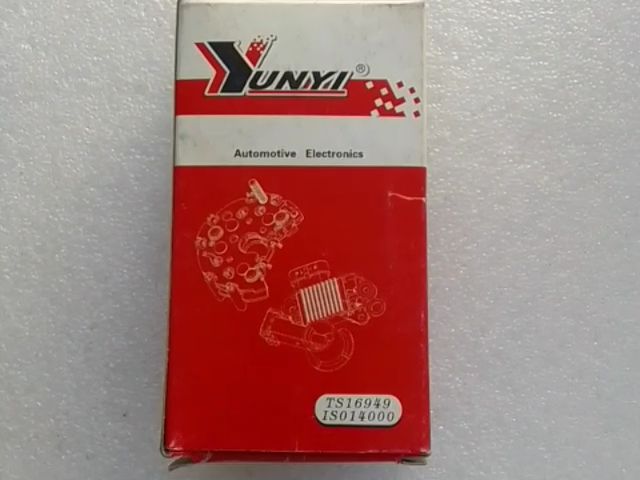 YUNYI®
Automotive Electronics
TS16949
ISO14000